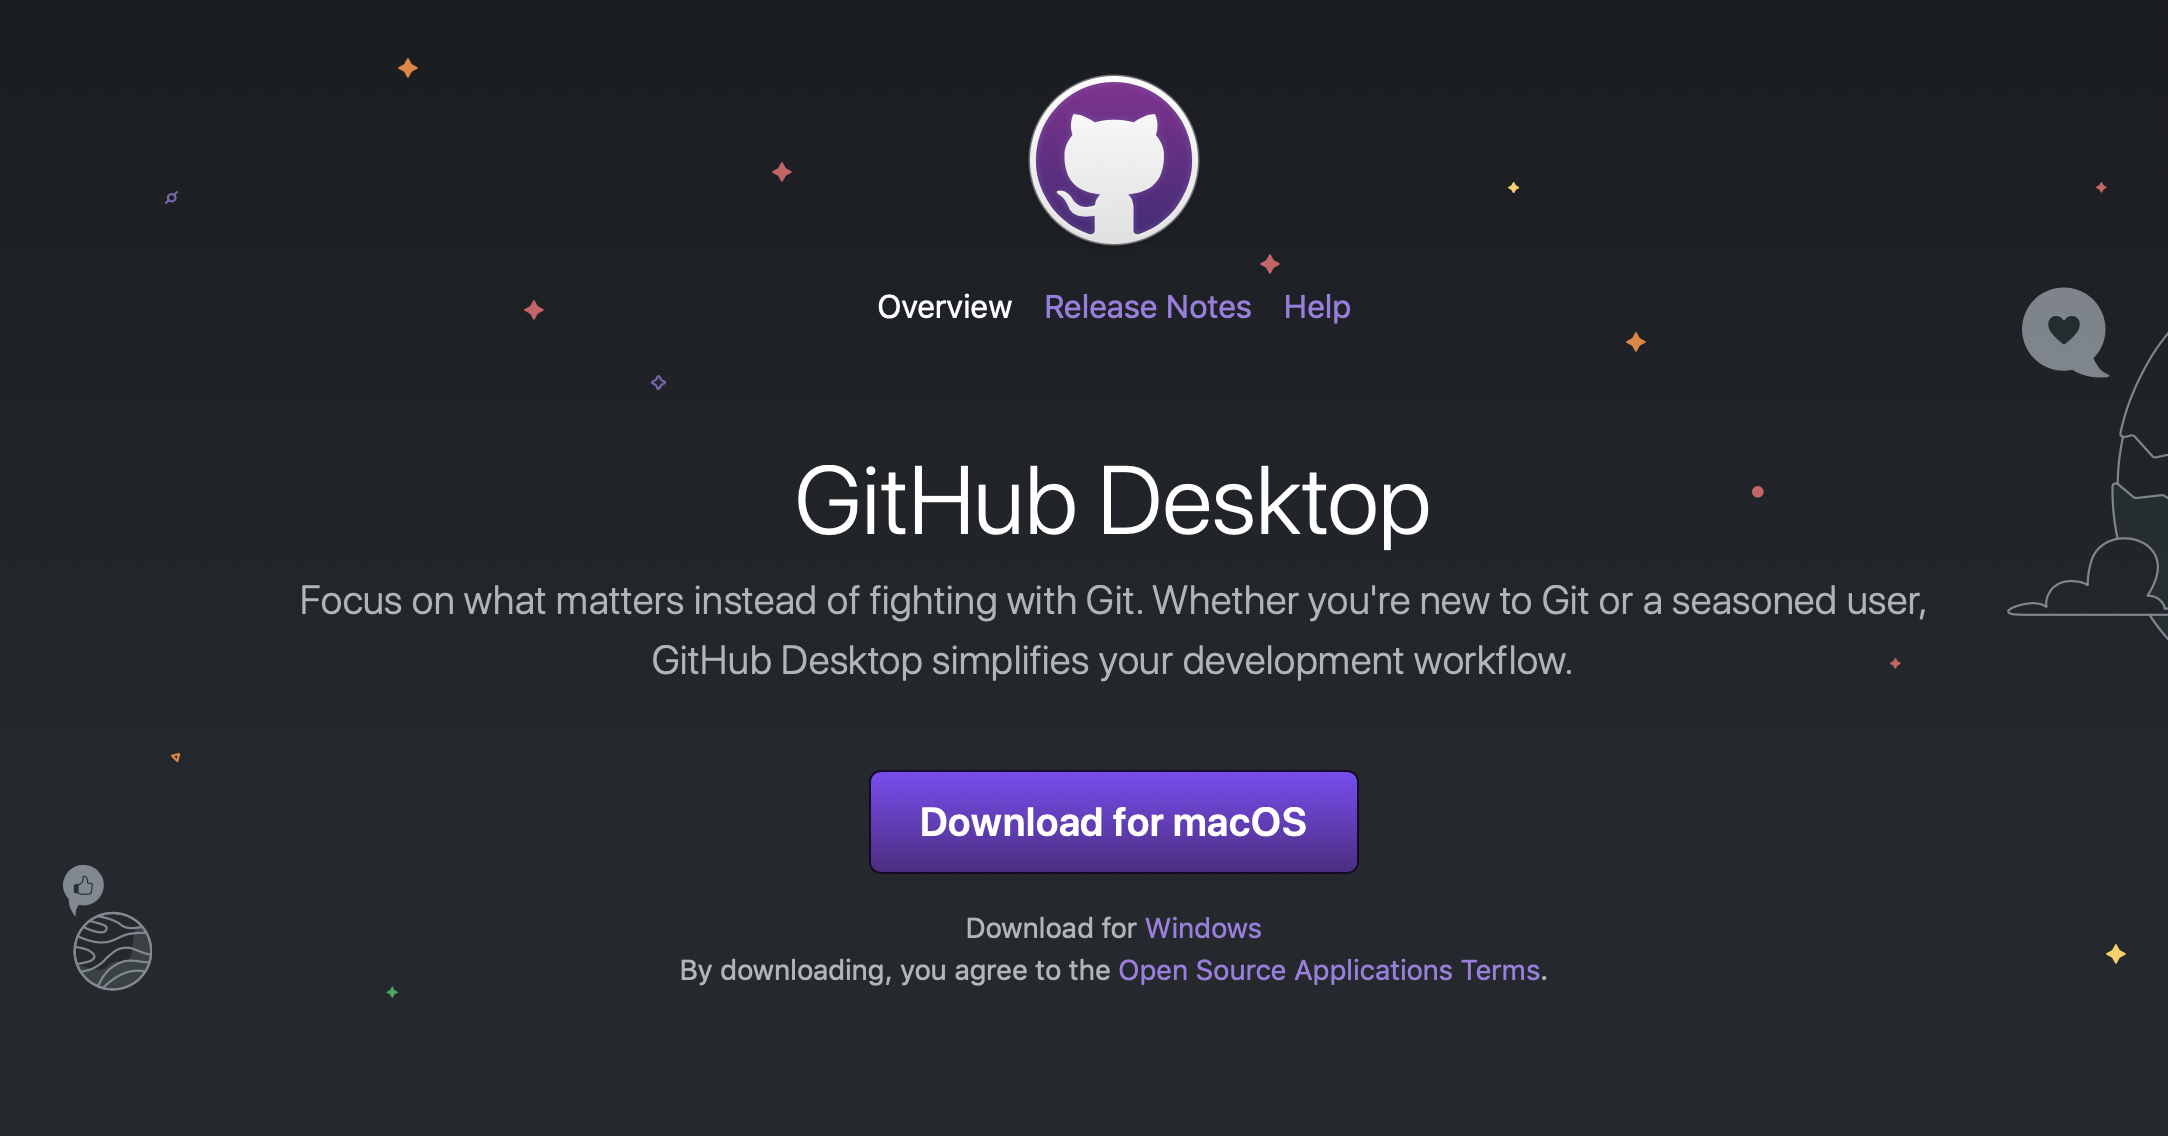 Overview Release Notes Help
GitHub Desktop
Focus on what matters instead of fighting with Git. Whether you're new to Git or a seasoned user,
GitHub Desktop simplifies your development workflow.
Download for macOS
Download for Windows
By downloading, you agree to the Open Source Applications Terms.